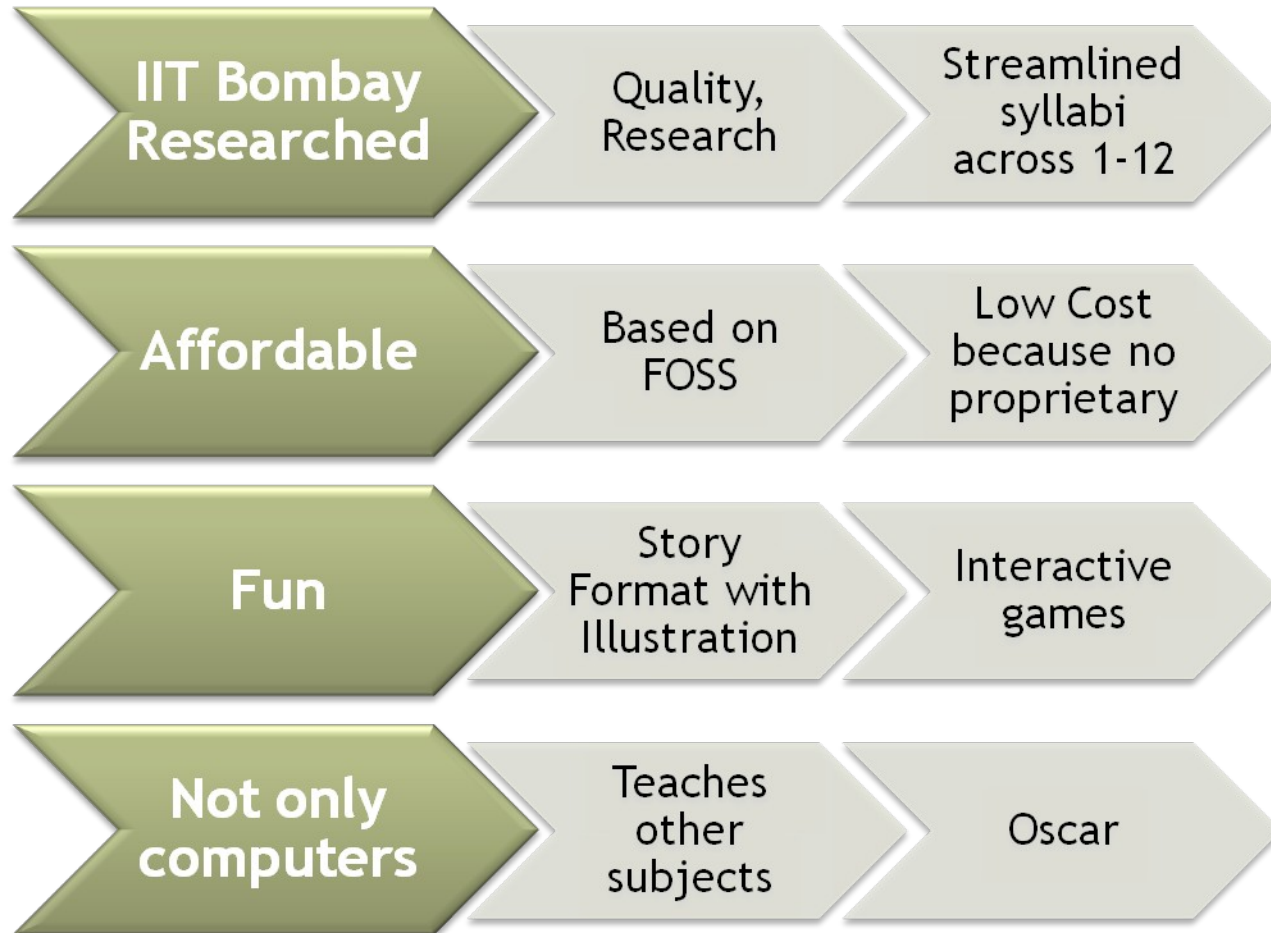 IIT Bombay
Researched
Quality,
Research
Streamlined
syllabi
across 1-12
Affordable
Based on
FOSS
Low Cost
because no
proprietary
Fun
Story
Format with
Illustration
Interactive
games
Not only
computers
Teaches
other
subjects
Oscar